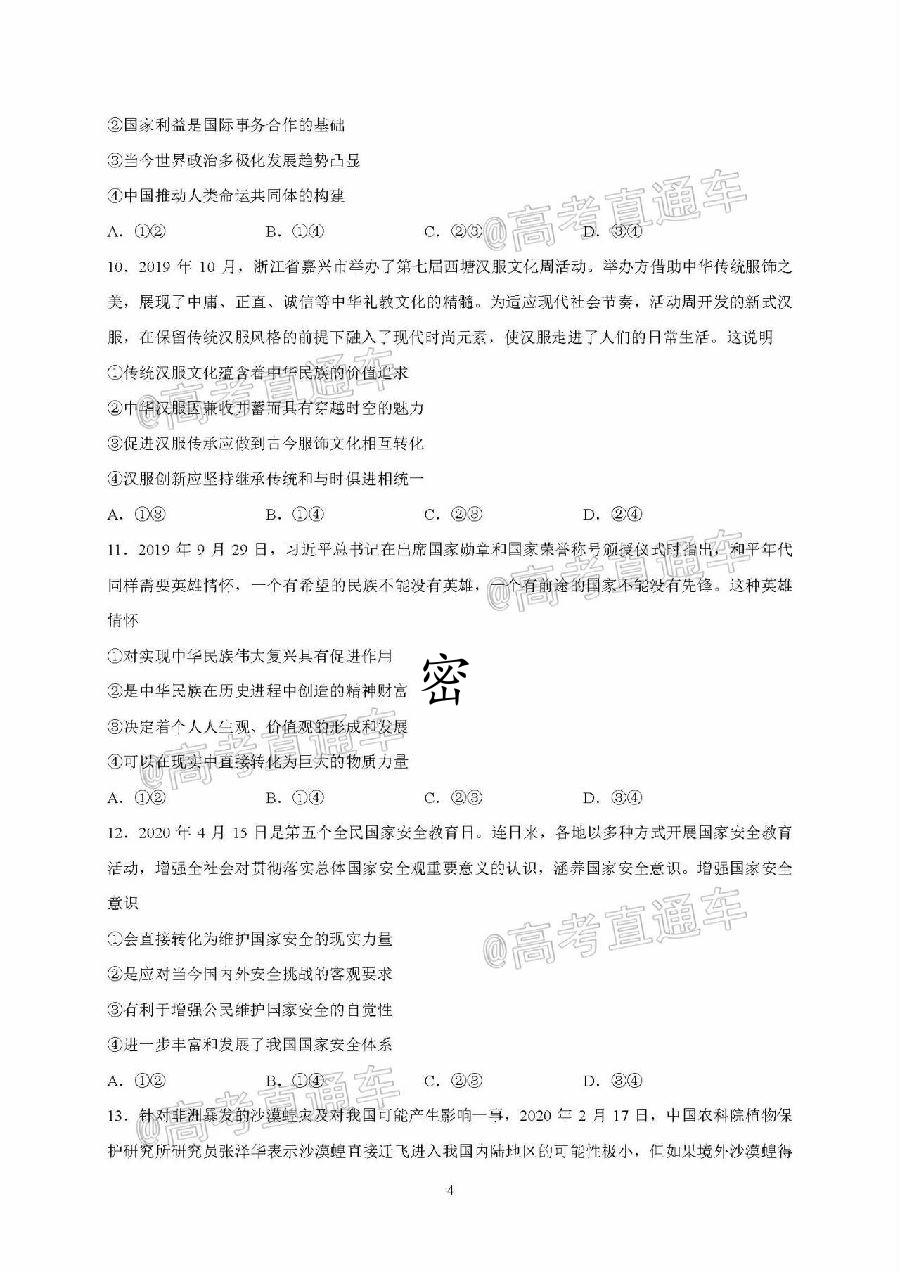 ②国家利益是国际事务合作的基础
③当今世界政治多极化发展趋势凸显
④中国推动人类命运共同体的构建
A．①② B．①④ C．②③ D．③④
10．2019 年 10 月，浙江省嘉兴市举办了第七届西塘汉服文化周活动。举办方借助中华传统服饰之
美，展现了中庸、正直、诚信等中华礼教文化的精髓。为适应现代社会节奏，活动周开发的新式汉
服，在保留传统汉服风格的前提下融入了现代时尚元素，使汉服走进了人们的日常生活。这说明
①传统汉服文化蕴含着中华民族的价值追求
②中华汉服因兼收并蓄而具有穿越时空的魅力
③促进汉服传承应做到古今服饰文化相互转化
④汉服创新应坚持继承传统和与时俱进相统一
A．①③ B．①④ C．②③ D．②④
11．2019 年 9 月 29 日，习近平总书记在出席国家勋章和国家荣誉称号颁授仪式时指出，和平年代
同样需要英雄情怀，一个有希望的民族不能没有英雄，一个有前途的国家不能没有先锋。这种英雄
情怀
①对实现中华民族伟大复兴具有促进作用
②是中华民族在历史进程中创造的精神财富
③决定着个人人生观、价值观的形成和发展
④可以在现实中直接转化为巨大的物质力量
密
A．①② B．①④ C．②③ D．③④
12．2020 年 4 月 15 日是第五个全民国家安全教育日。连日来，各地以多种方式开展国家安全教育
活动，增强全社会对贯彻落实总体国家安全观重要意义的认识，涵养国家安全意识。增强国家安全
意识
①会直接转化为维护国家安全的现实力量
②是应对当今国内外安全挑战的客观要求
③有利于增强公民维护国家安全的自觉性
④进一步丰富和发展了我国国家安全体系
A．①② B．①④ C．②③ D．③④
13．针对非洲暴发的沙漠蝗灾及对我国可能产生影响一事，2020 年 2 月 17 日，中国农科院植物保
护研究所研究员张泽华表示沙漠蝗直接迁飞进入我国内陆地区的可能性极小，但如果境外沙漠蝗得
4
@高考直通车
@高考直通车
@高考直通车
@高考直通车
@高考直通车
@高考直通车